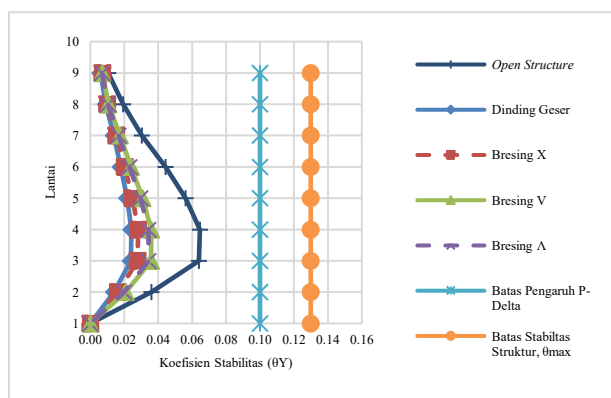 10
9
8
7
6
5
4
3
2
1
Lantai
0.00 0.02 0.04 0.06 0.08 0.10 0.12 0.14 0.16
Koefisien Stabilitas (θY)
Open Structure
Dinding Geser
Bresing X
Bresing V
Bresing Λ
Batas Pengaruh P-
Delta
Batas Stabiltas
Struktur, θmax